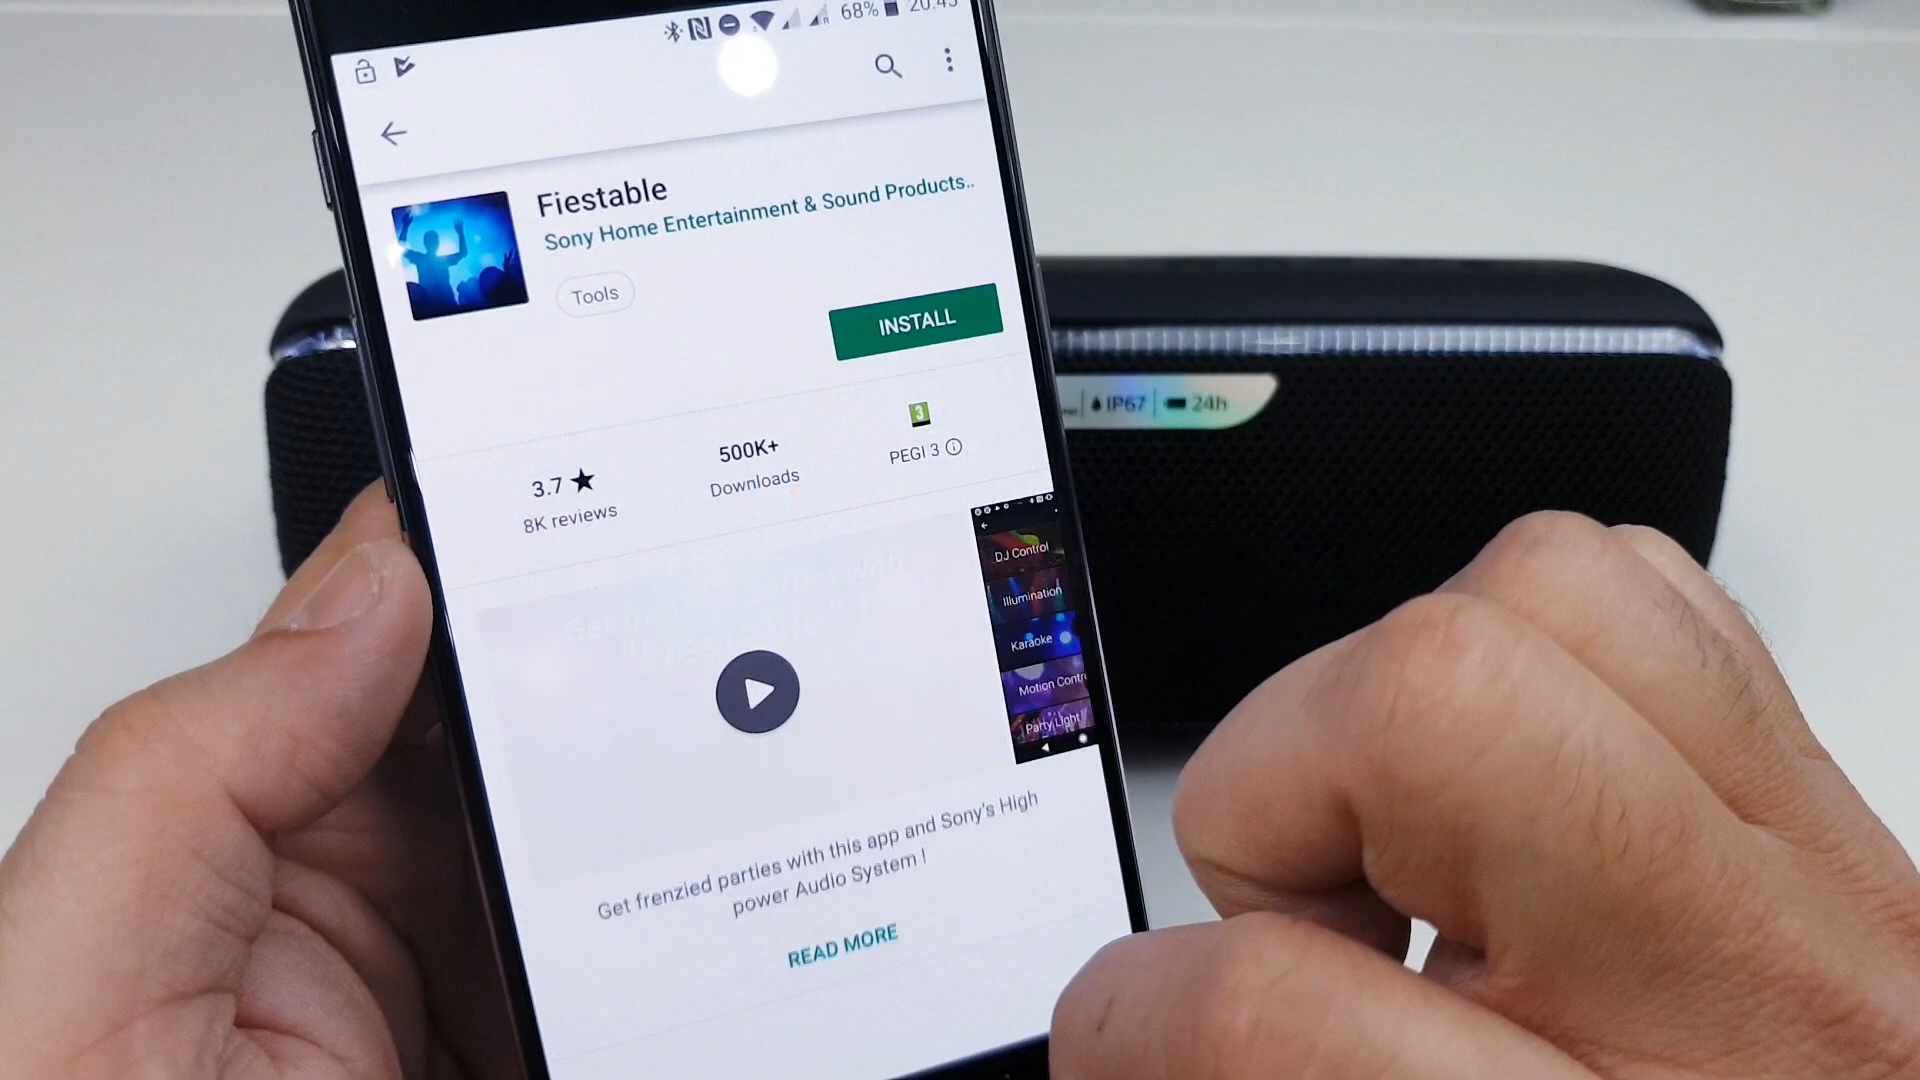 68% 20:45
Fiestable
Sony Home Entertainment & Sound Products..
Tools
INSTALL
3.7 ★
8K reviews
500K+
Downloads
3
PEGI 3
DJ Control
Illumination
Karaoke
Motion Contr
Party Light
Get frenzied parties with this app and Sony's High
power Audio System !
READ MORE
IP67
24h